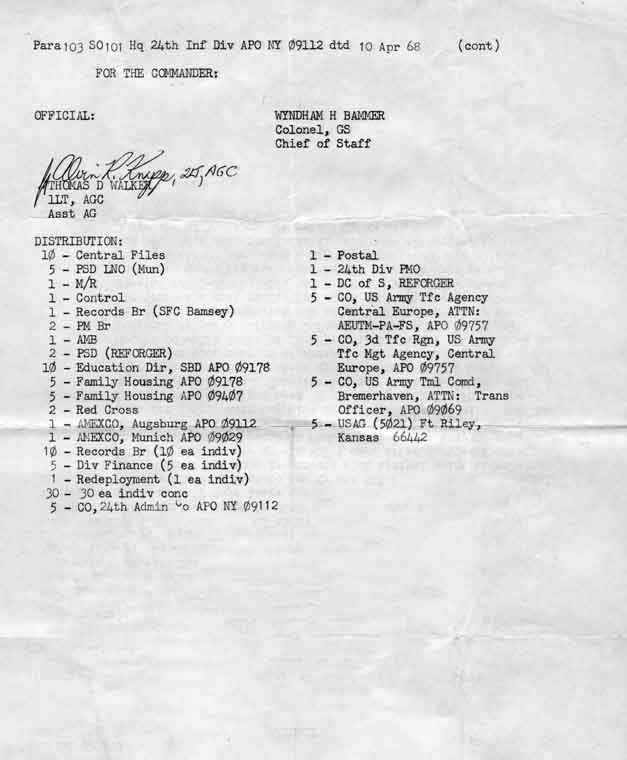 Para 103 SO 101 Hq 24th Inf Div APO NY Ø9112 dtd 10 Apr 68 (cont)
FOR THE COMMANDER:
OFFICIAL:
WYNDHAM H BAMMER
Colonel, GS
Chief of Staff
Alvin R. Knipp, 2LT, AGC
THOMAS D WALKER
1LT, AGC
Asst AG
DISTRIBUTION:
1Ø - Central Files
5 - PSD LNO (Mun)
1 - M/R
1 - Control
1 - Records Br (SFC Bamsey)
2 - PM Br
1 - AMB
2 - PSD (REFORGER)
1Ø - Education Dir, SBD APO Ø9178
5 - Family Housing APO Ø9178
5 - Family Housing APO Ø94Ø7
2 - Red Cross
1 - AMEXCO, Augsburg APO Ø9112
1 - AMEXCO, Munich APO Ø9Ø29
1Ø - Records Br (1Ø ea indiv)
5 - Div Finance (5 ea indiv)
1 - Redeployment (1 ea indiv)
30 - 30 ea indiv conc
5 - CO, 24th Admin Co APO NY Ø9112
1 - Postal
1 - 24th Div PMO
1 - DC of S, REFORGER
5 - CO, US Army Tfc Agency
Central Europe, ATTN:
AEUTM-PA-FS, APO Ø9757
5 - CO, 3d Tfc Rgn, US Army
Tfc Mgt Agency, Central
Europe, APO Ø9757
5 - CO, US Army Tml Comd,
Bremerhaven, ATTN: Trans
Officer, APO Ø9Ø69
5 - USAG (5Ø21) Ft Riley,
Kansas 66442